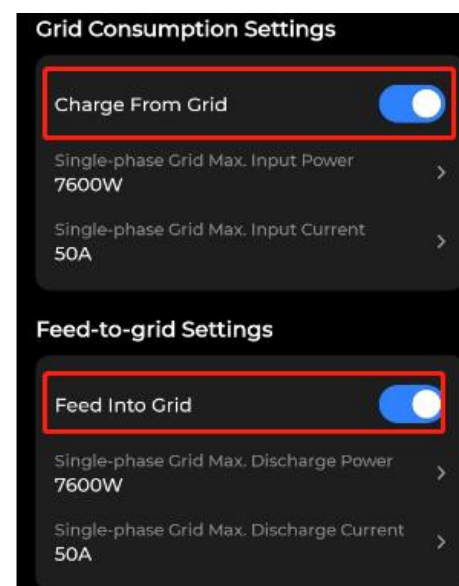 Grid Consumption Settings
Charge From Grid
Single-phase Grid Max. Input Power
7600W
Single-phase Grid Max. Input Current
50A
Feed-to-grid Settings
Feed Into Grid
Single-phase Grid Max. Discharge Power
7600W
Single-phase Grid Max. Discharge Current
50A